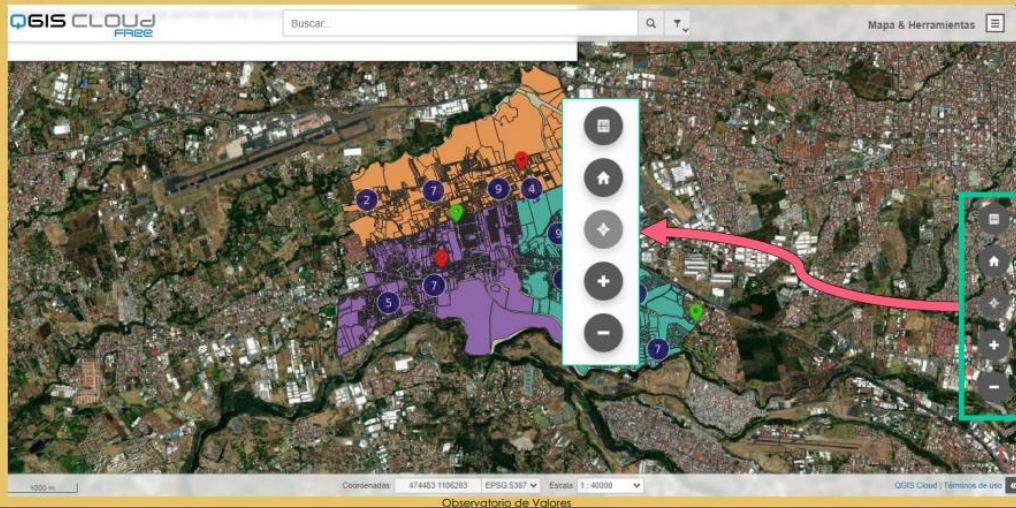 QGIS CLOUD
FREE
Buscar...
Mapa & Herramientas
2
7
9
4
9
7
5
7
1000 m
Coordenadas:
474483 1106263
EPSG:5367
Escala:
1 : 40000
QGIS Cloud | Términos de uso
Observatorio de Valores